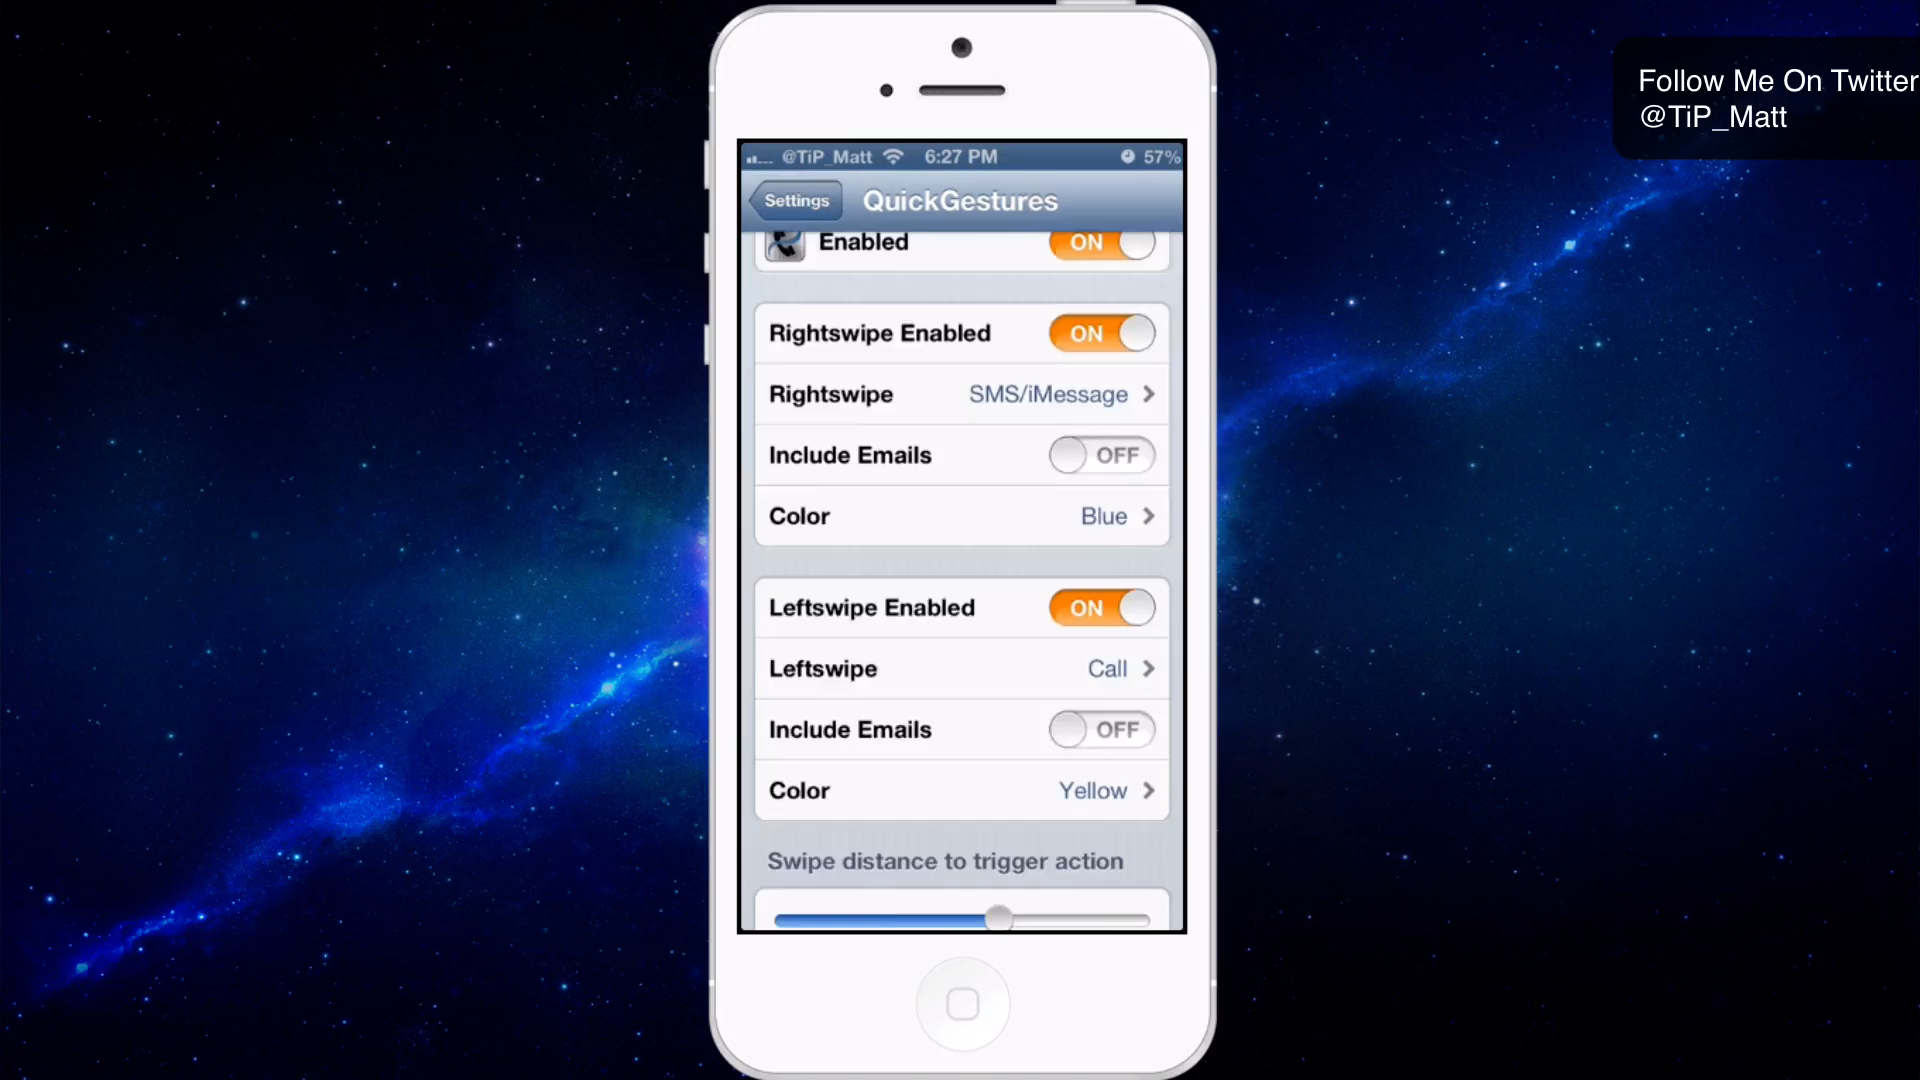 Follow Me On Twitter
@TiP_Matt
@TiP_Matt 6:27 PM 57%
Settings QuickGestures
Enabled ON
Rightswipe Enabled ON
Rightswipe SMS/iMessage
Include Emails OFF
Color Blue
Leftswipe Enabled ON
Leftswipe Call
Include Emails OFF
Color Yellow
Swipe distance to trigger action